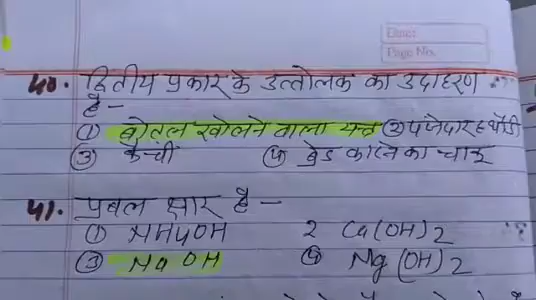 Date:
Page No.
40. द्वितीय प्रकार के उत्तोलक का उदाहरण
है -
① बोतल खोलने वाला यन्त्र ② पंजेदार हथौड़ी
③ कैंची ④ ब्रेड काटने का चाकू
41. प्रबल क्षार है -
① NH4OH 2 Ca(OH)2
③ NaOH ④ Mg(OH)2